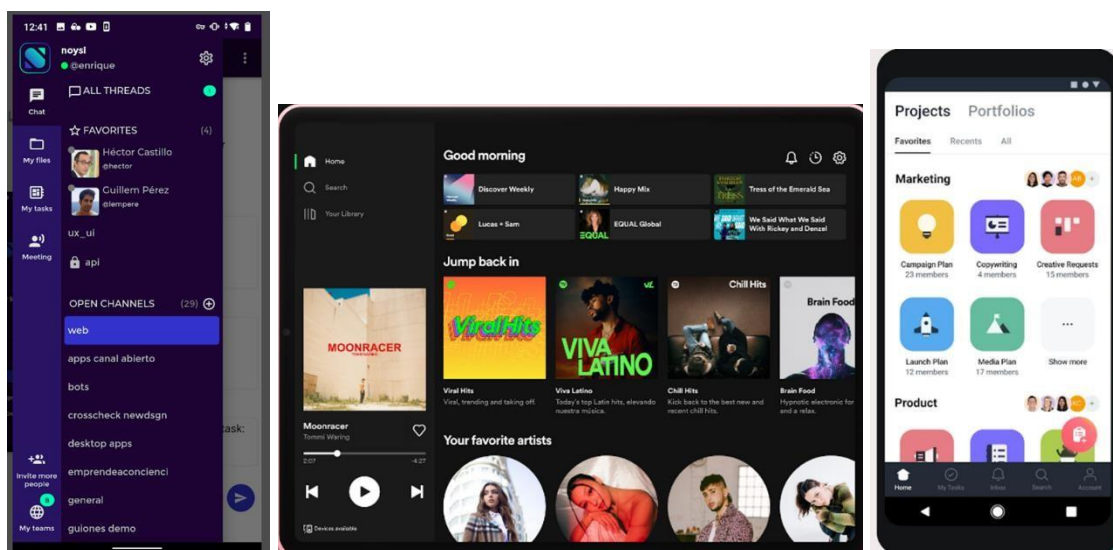 12:41
noysl
@enrique
Chat
ALL THREADS
FAVORITES (4)
My files
Héctor Castillo
@hector
My tasks
Guillem Pérez
@lempere
Meeting
ux_ui
api
OPEN CHANNELS (29)
web
apps canal abierto
bots
crosscheck newdsgn
desktop apps
emprendeaconcienci
general
guiones demo
Invite more
people
My teams
task:
Home
Search
Your Library
Good morning
Discover Weekly
Happy Mix
Tress of the Emerald Sea
Lucas + Sam
EQUAL Global
We Said What We Said
With Rickey and Denzel
EQUAL
Jump back in
ViralHits
VIVA
LATINO
Chill Hits
Brain Food
Viral Hits
Viral, trending and taking off.
Viva Latino
Today's top Latin hits, elevando
nuestra música.
Chill Hits
Kick back to the best new and
recent chill hits.
Brain Food
Hypnotic electronic for
and a relax.
MOONRACER
Moonracer
Tommi Waring
2:07
-4:27
Devices available
Your favorite artists
Projects Portfolios
Favorites Recents All
Marketing
Campaign Plan
23 members
Copywriting
4 members
Creative Requests
15 members
Launch Plan
12 members
Media Plan
17 members
Show more
Product
Home
My Tasks
Inbox
Search
Account